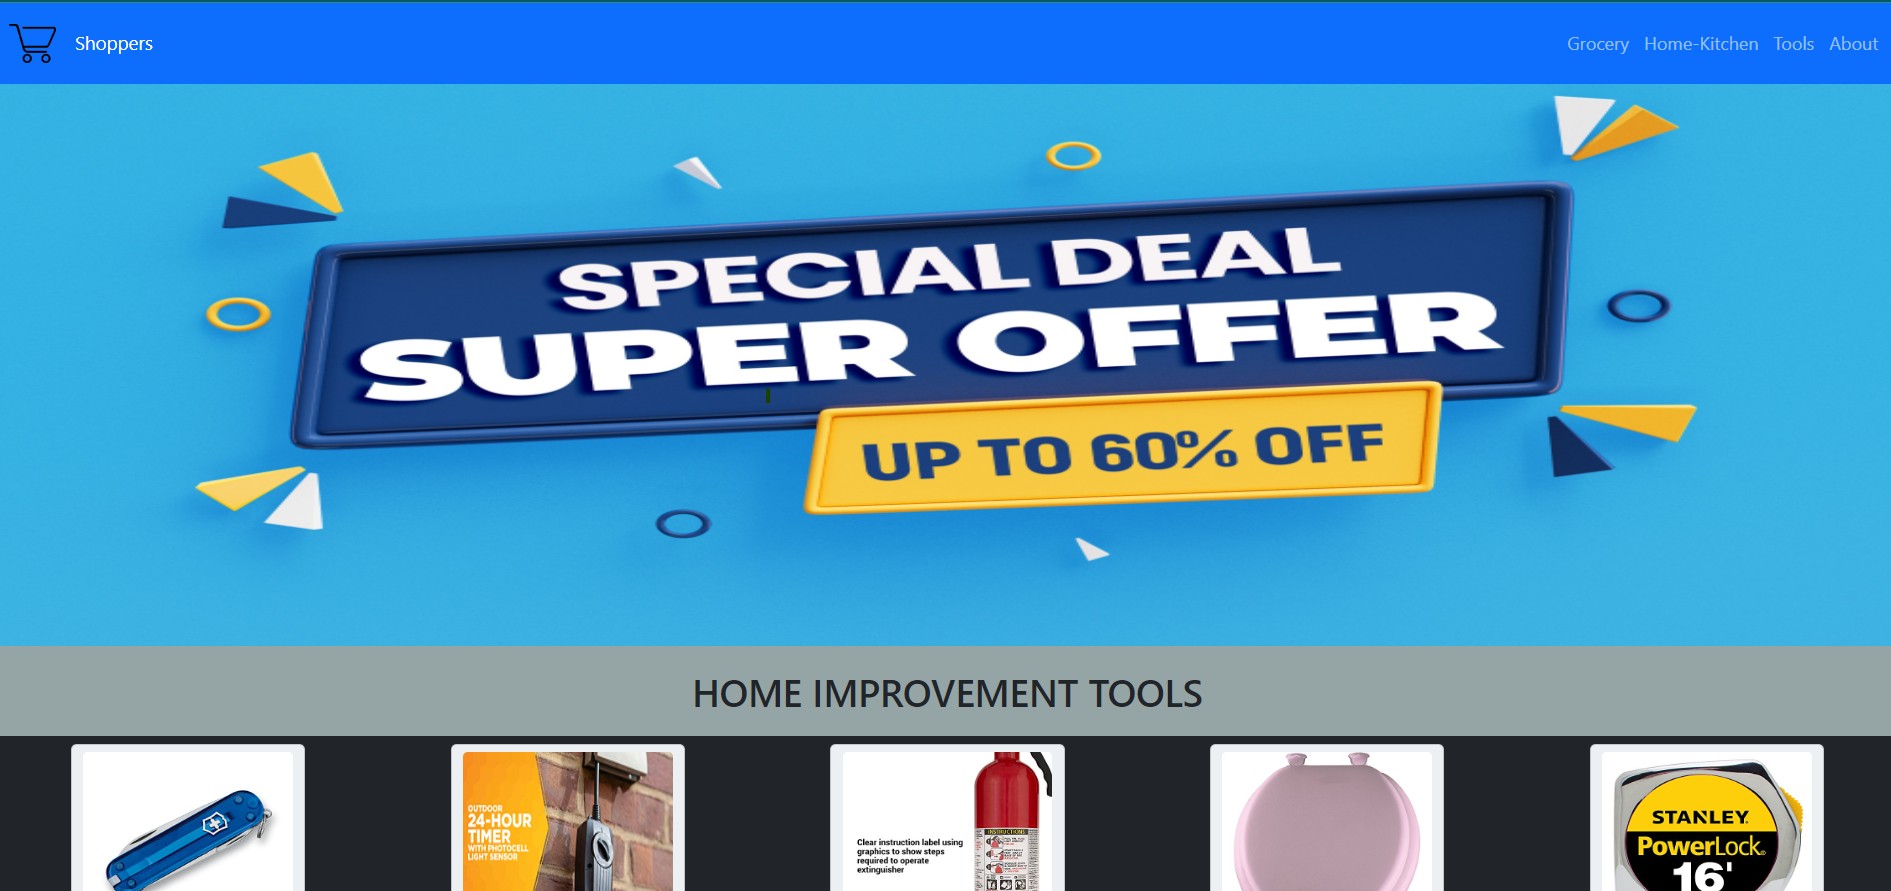 Shoppers
Grocery Home-Kitchen Tools About
SPECIAL DEAL
SUPER OFFER
UP TO 60% OFF
HOME IMPROVEMENT TOOLS
OUTDOOR
24-HOUR
TIMER
WITH PHOTOCELL
LIGHT SENSOR
Clear instruction label using
graphics to show steps
required to operate
extinguisher
INSTRUCTIONS
STANLEY
PowerLock
16'